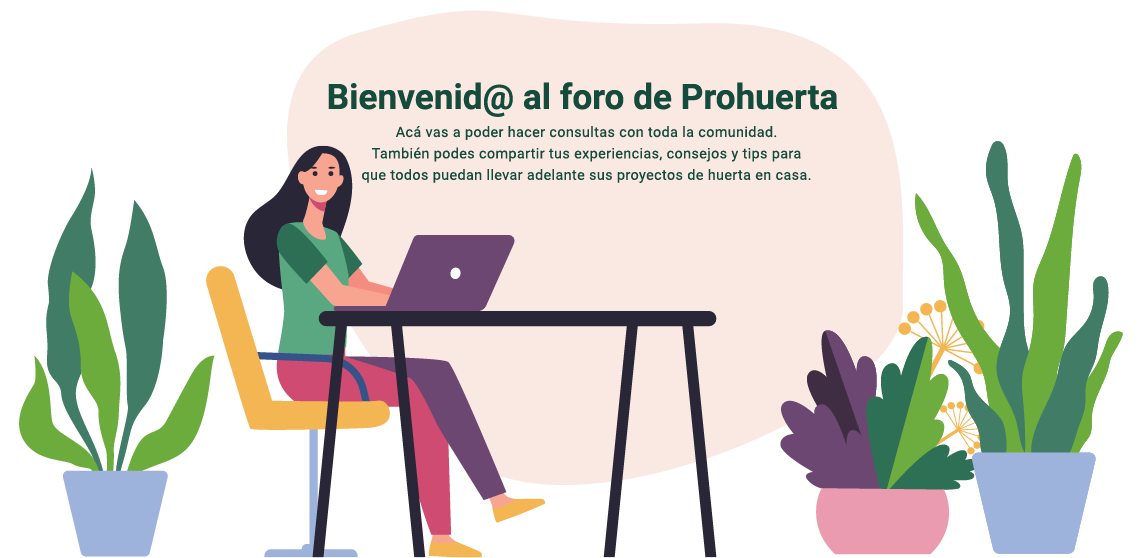 Bienvenid@ al foro de Prohuerta
Acá vas a poder hacer consultas con toda la comunidad.
También podes compartir tus experiencias, consejos y tips para
que todos puedan llevar adelante sus proyectos de huerta en casa.